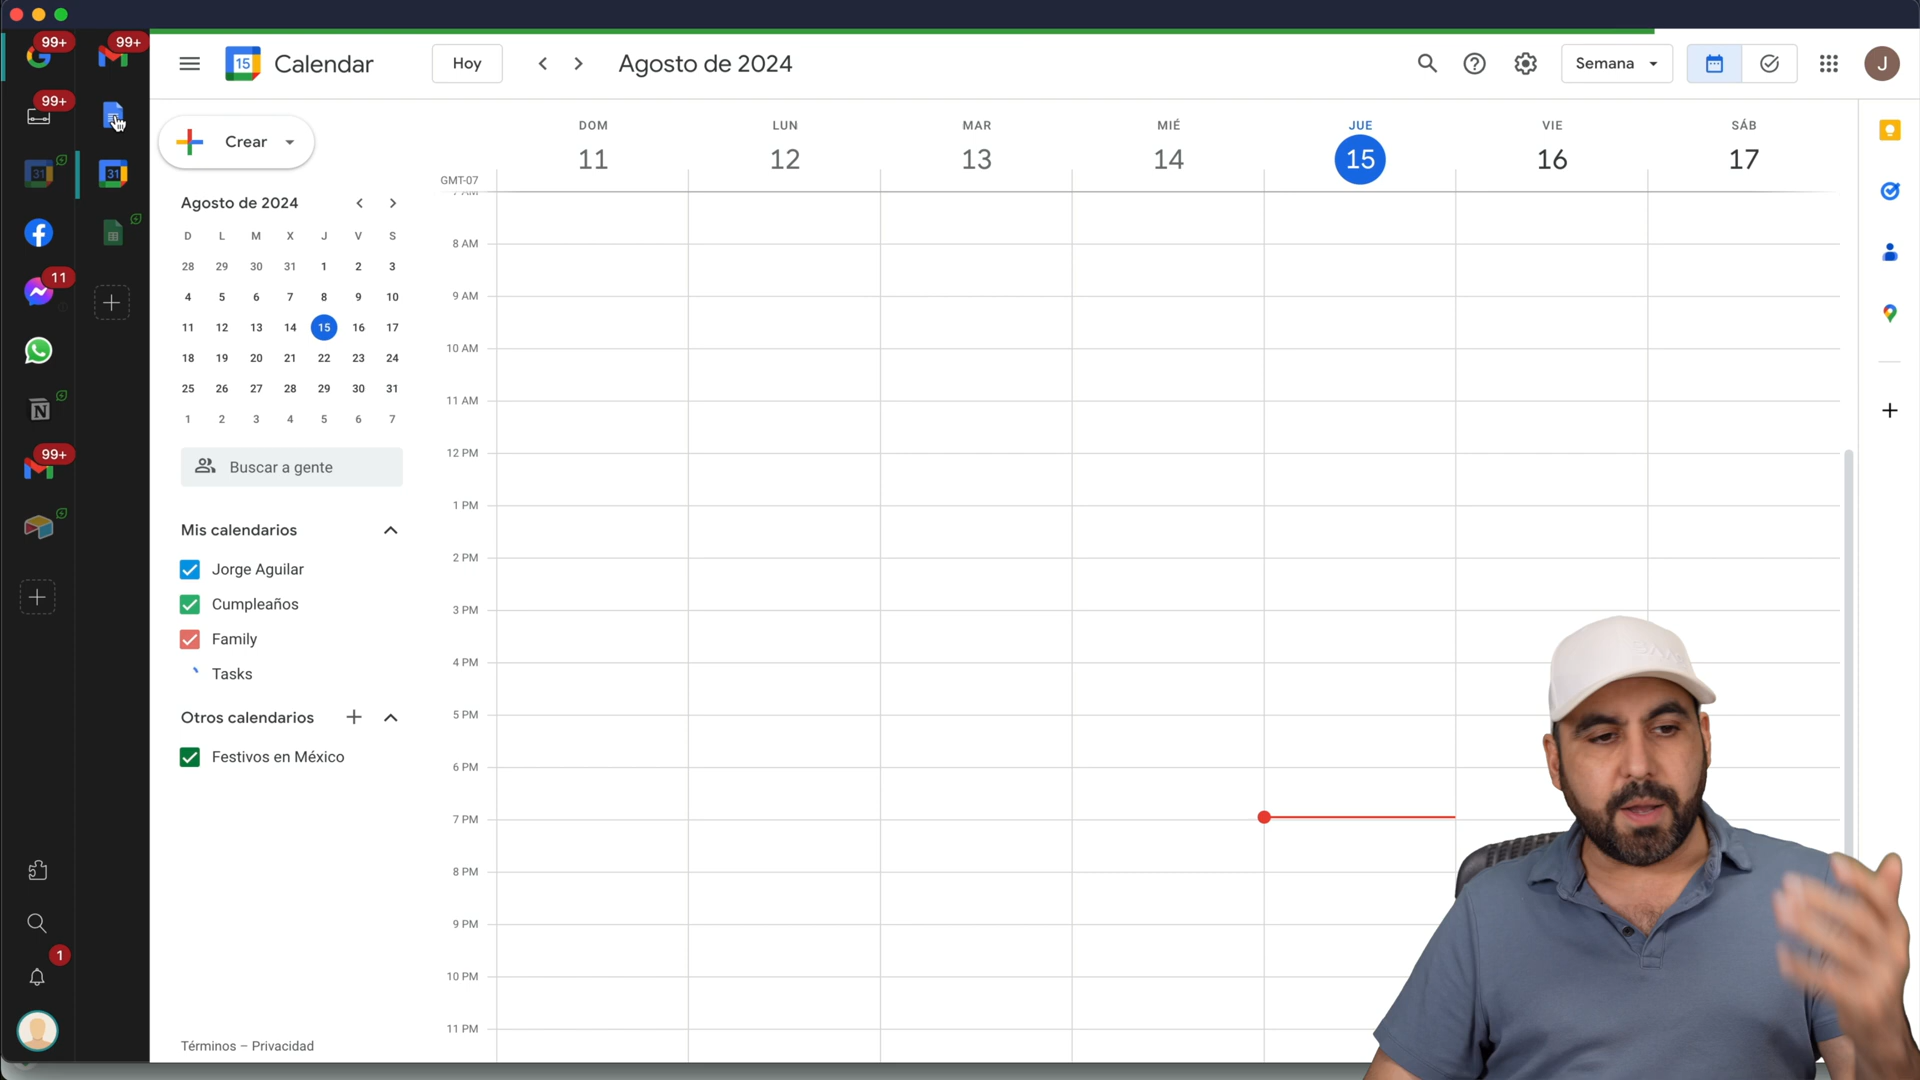 99+
99+
99+
31
31
11
N
99+
1
15
Calendar
Hoy
Agosto de 2024
Semana
J
Crear
Agosto de 2024
D L M X J V S
28 29 30 31 1 2 3
4 5 6 7 8 9 10
11 12 13 14 15 16 17
18 19 20 21 22 23 24
25 26 27 28 29 30 31
1 2 3 4 5 6 7
Buscar a gente
Mis calendarios
Jorge Aguilar
Cumpleaños
Family
Tasks
Otros calendarios
Festivos en México
Términos – Privacidad
DOM LUN MAR MIÉ JUE VIE SÁB
11 12 13 14 15 16 17
GMT-07
8 AM
9 AM
10 AM
11 AM
12 PM
1 PM
2 PM
3 PM
4 PM
5 PM
6 PM
7 PM
8 PM
9 PM
10 PM
11 PM